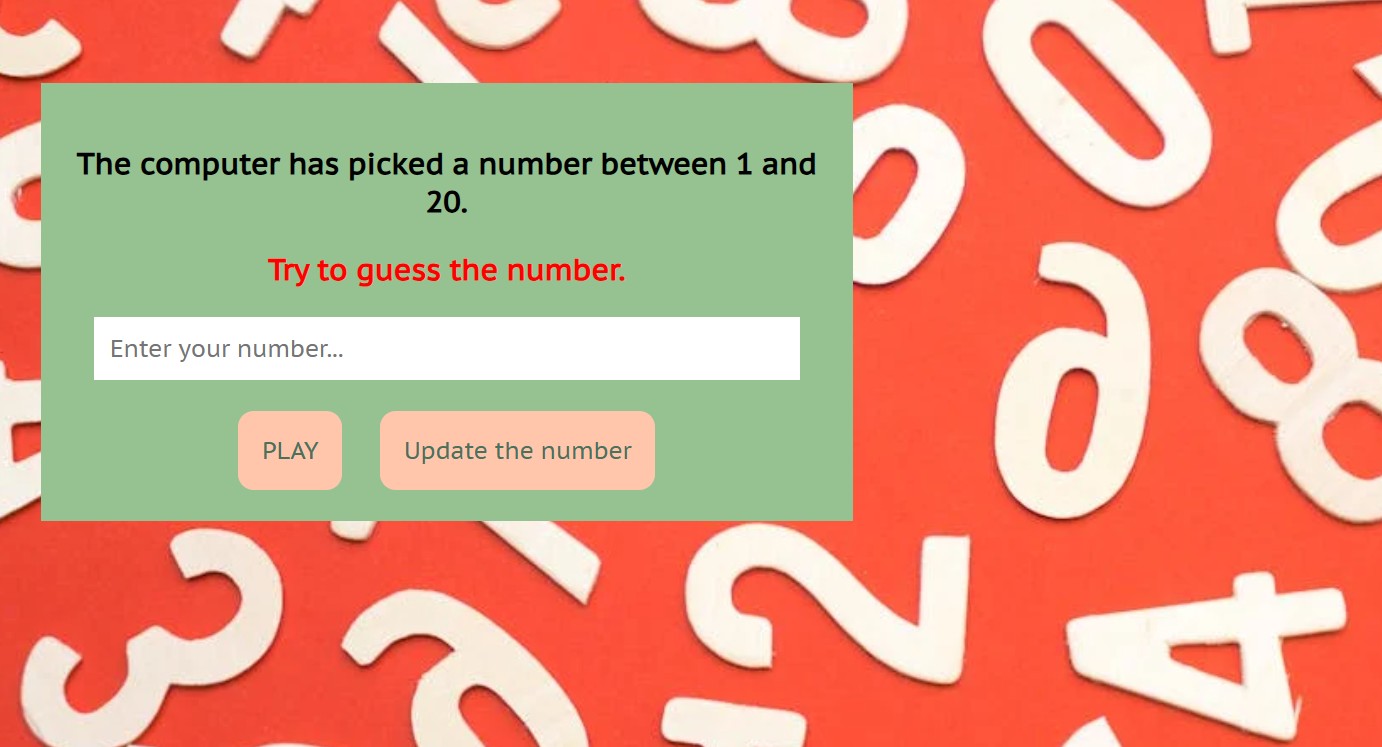 The computer has picked a number between 1 and
20.
Try to guess the number.
Enter your number...
PLAY
Update the number